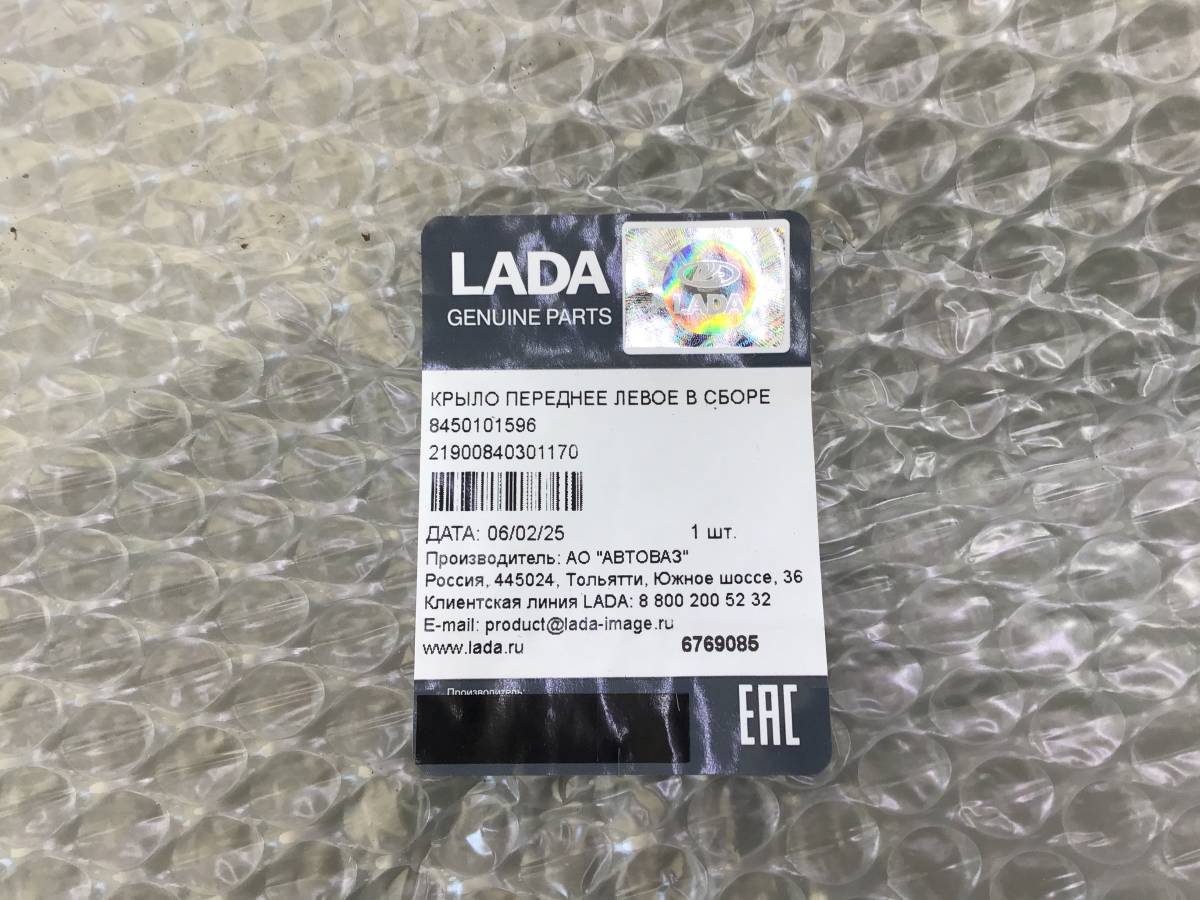 LADA
GENUINE PARTS
LADA
КРЫЛО ПЕРЕДНЕЕ ЛЕВОЕ В СБОРЕ
8450101596
21900840301170
ДАТА: 06/02/25 1 шт.
Производитель: АО "АВТОВАЗ"
Россия, 445024, Тольятти, Южное шоссе, 36
Клиентская линия LADA: 8 800 200 52 32
E-mail: product@lada-image.ru
www.lada.ru 6769085
Производитель:
EAC